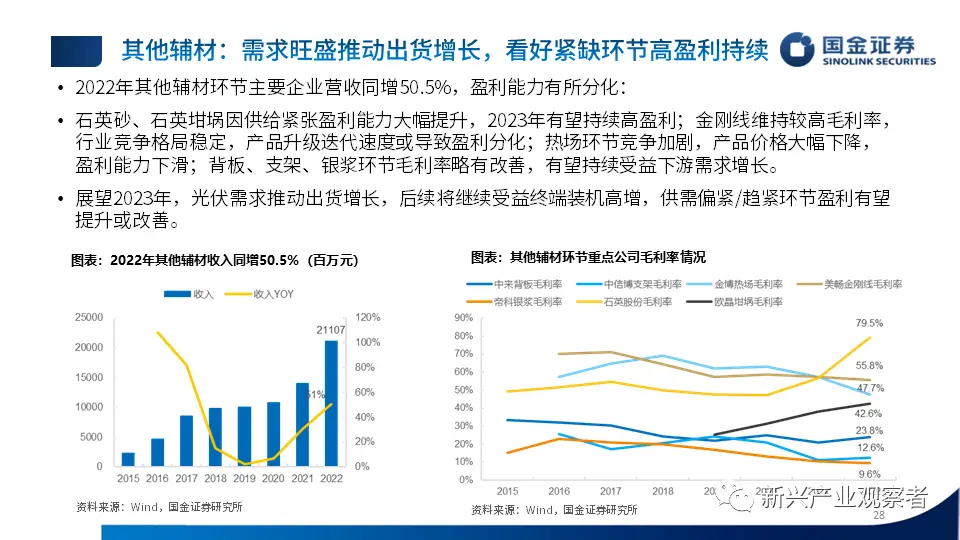 其他辅材：需求旺盛推动出货增长，看好紧缺环节高盈利持续
国金证券
SINOLINK SECURITIES
• 2022年其他辅材环节主要企业营收同增50.5%，盈利能力有所分化：
• 石英砂、石英坩埚因供给紧张盈利能力大幅提升，2023年有望持续高盈利；金刚线维持较高毛利率，
行业竞争格局稳定，产品升级迭代速度或导致盈利分化；热场环节竞争加剧，产品价格大幅下降，
盈利能力下滑；背板、支架、银浆环节毛利率略有改善，有望持续受益下游需求增长。
• 展望2023年，光伏需求推动出货增长，后续将继续受益终端装机高增，供需偏紧/趋紧环节盈利有望
提升或改善。
图表：2022年其他辅材收入同增50.5%（百万元）
收入 收入YOY
25000
20000
15000
10000
5000
0
120%
100%
80%
60%
40%
20%
0%
21107
51%
2015 2016 2017 2018 2019 2020 2021 2022
资料来源：Wind，国金证券研究所
图表：其他辅材环节重点公司毛利率情况
中来背板毛利率 中信博支架毛利率 金博热场毛利率 美畅金刚线毛利率
帝科银浆毛利率 石英股份毛利率 欧晶坩埚毛利率
90%
80%
70%
60%
50%
40%
30%
20%
10%
0%
79.5%
55.8%
47.7%
42.6%
23.8%
12.6%
9.6%
2015 2016 2017 2018
资料来源：Wind，国金证券研究所
新兴产业观察者
28